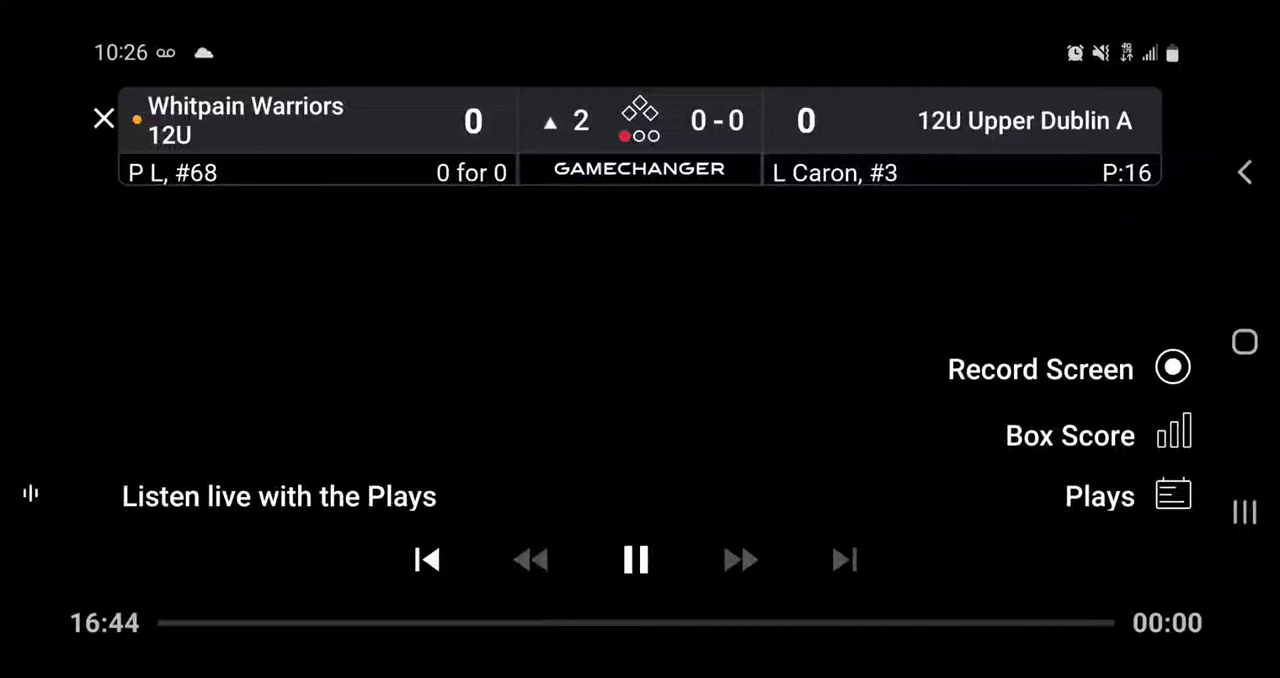 10:26
Whitpain Warriors
12U
0
▲ 2
0 - 0
0
12U Upper Dublin A
P L, #68
0 for 0
GAMECHANGER
L Caron, #3
P:16
Record Screen
Box Score
Listen live with the Plays
Plays
16:44
00:00